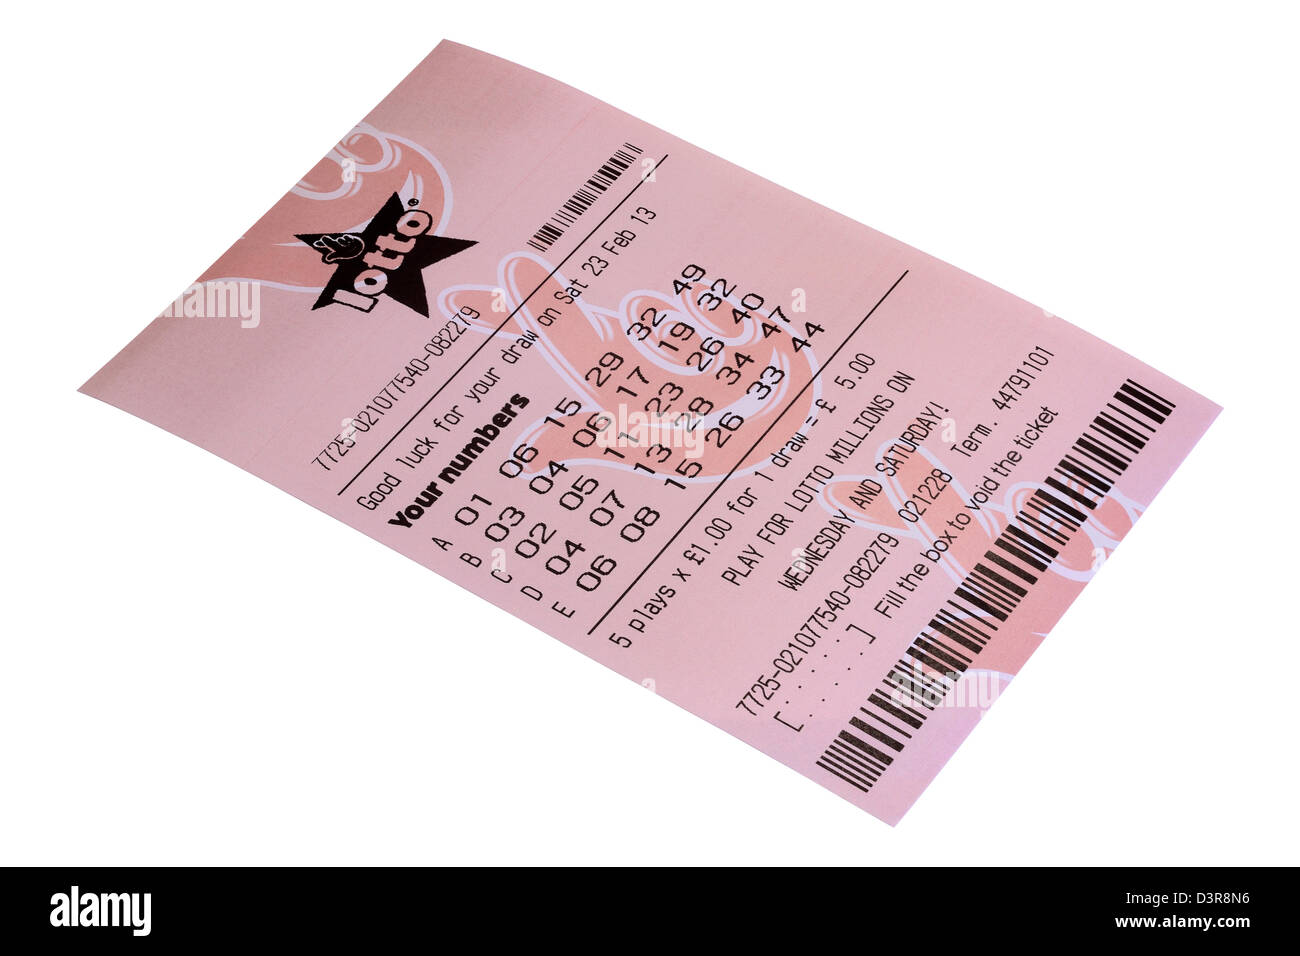 lotto®
7725-021077540-082279
Good luck for your draw on Sat 23 Feb 13
Your numbers
A 01 06 15 29 32 49
B 03 04 06 17 19 32
C 02 05 11 23 26 40
D 04 07 13 28 34 47
E 06 08 15 26 33 44
5 plays x £1.00 for 1 draw = £ 5.00
PLAY FOR LOTTO MILLIONS ON
WEDNESDAY AND SATURDAY!
7725-021077540-082279 021228 Term. 44791101
[:.:.:.:] Fill the box to void the ticket
alamy
a alamy
Image ID: D3R8N6
www.alamy.com